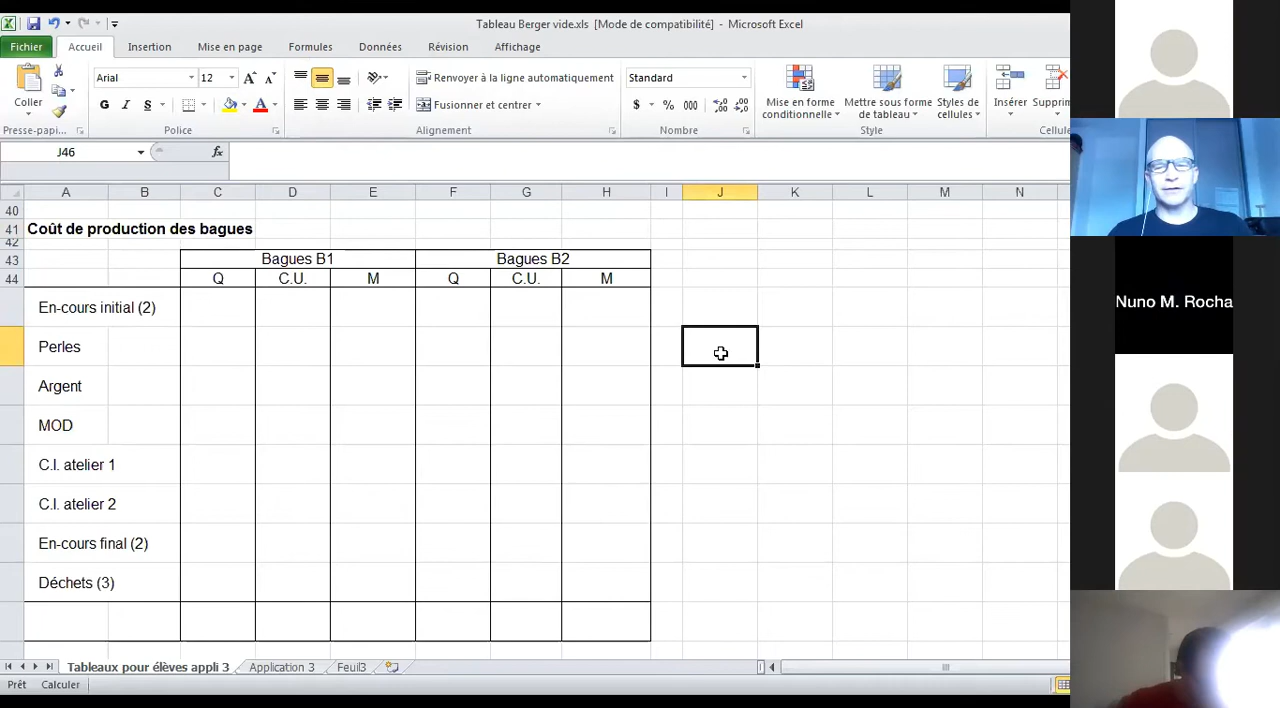 Tableau Berger vide.xls [Mode de compatibilité] - Microsoft Excel
Fichier Accueil Insertion Mise en page Formules Données Révision Affichage
Coller
Arial 12
Renvoyer à la ligne automatiquement
Standard
G I S
Fusionner et centrer
$ % 000
Mise en forme conditionnelle
Mettre sous forme de tableau
Styles de cellules
Insérer
Supprim
Presse-papi... Police Alignement Nombre Style Cellule
J46 fx
A B C D E F G H I J K L M N
40
41 Coût de production des bagues
42
43 Bagues B1 Bagues B2
44 Q C.U. M Q C.U. M
En-cours initial (2)
Perles
Argent
MOD
C.I. atelier 1
C.I. atelier 2
En-cours final (2)
Déchets (3)
Tableaux pour élèves appli 3 Application 3 Feuil3
Prêt Calculer
Nuno M. Rocha